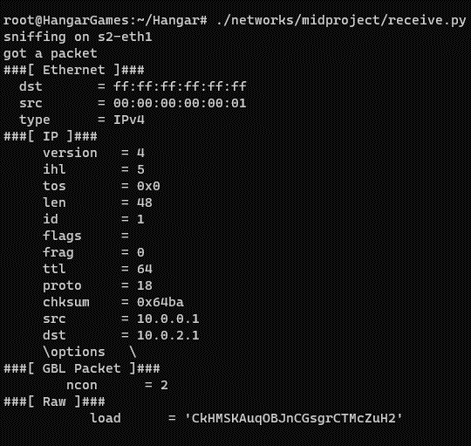 root@HangarGames:~/Hangar# ./networks/midproject/receive.py
sniffing on s2-eth1
got a packet
###[ Ethernet ]###
  dst       = ff:ff:ff:ff:ff:ff
  src       = 00:00:00:00:00:01
  type      = IPv4
###[ IP ]###
     version   = 4
     ihl       = 5
     tos       = 0x0
     len       = 48
     id        = 1
     flags     =
     frag      = 0
     ttl       = 64
     proto     = 18
     chksum    = 0x64ba
     src       = 10.0.0.1
     dst       = 10.0.2.1
     \options   \
###[ GBL Packet ]###
        ncon      = 2
###[ Raw ]###
           load      = 'CkHMSKAuqOBJnCGsgrCTMcZuH2'